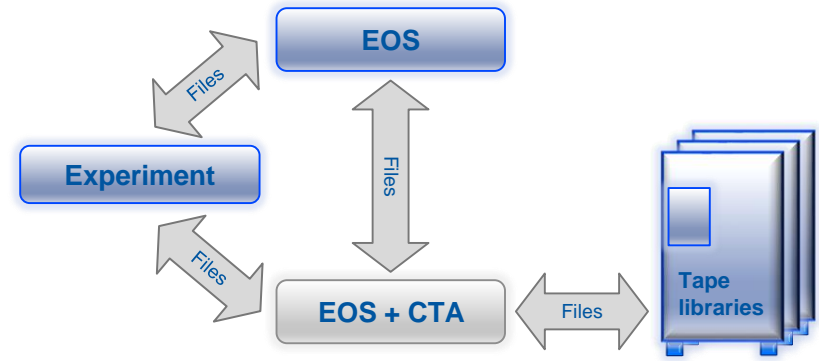 EOS
Files
Experiment
Files
Files
EOS + CTA
Files
Tape
libraries